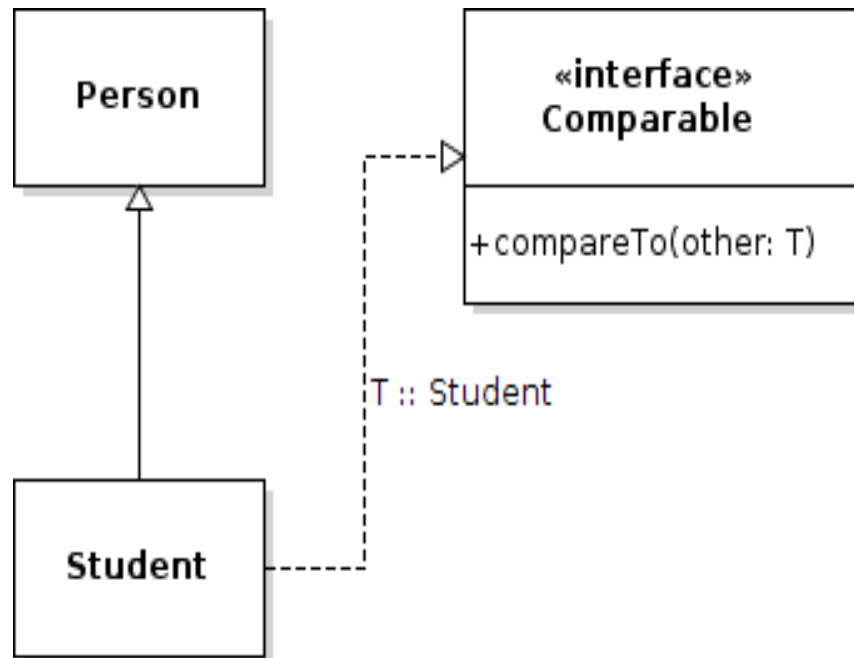 Person
«interface»
Comparable
+compareTo(other: T)
T :: Student
Student